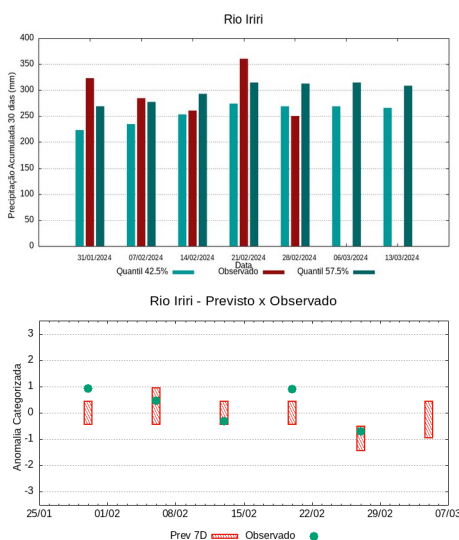 Rio Iriri
Precipitação Acumulada 30 dias (mm)
400
350
300
250
200
150
100
50
0
31/01/2024 07/02/2024 14/02/2024 21/02/2024 28/02/2024 06/03/2024 13/03/2024
Data
Quantil 42.5% Observado Quantil 57.5%
Rio Iriri - Previsto x Observado
Anomalia Categorizada
3
2
1
0
-1
-2
-3
25/01 01/02 08/02 15/02 22/02 29/02 07/03
Prev 7D Observado